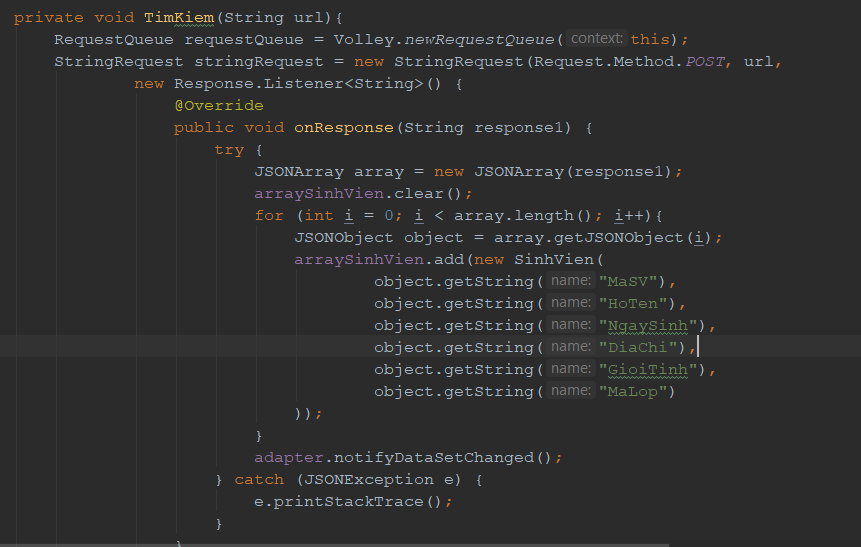 private void TimKiem(String url){
    RequestQueue requestQueue = Volley.newRequestQueue( context: this);
    StringRequest stringRequest = new StringRequest(Request.Method.POST, url,
            new Response.Listener<String>() {
                @Override
                public void onResponse(String response1) {
                    try {
                        JSONArray array = new JSONArray(response1);
                        arraySinhVien.clear();
                        for (int i = 0; i < array.length(); i++){
                            JSONObject object = array.getJSONObject(i);
                            arraySinhVien.add(new SinhVien(
                                    object.getString( name: "MaSV"),
                                    object.getString( name: "HoTen"),
                                    object.getString( name: "NgaySinh"),
                                    object.getString( name: "DiaChi"),
                                    object.getString( name: "GioiTinh"),
                                    object.getString( name: "MaLop")
                            ));
                        }
                        adapter.notifyDataSetChanged();
                    } catch (JSONException e) {
                        e.printStackTrace();
                    }
                }